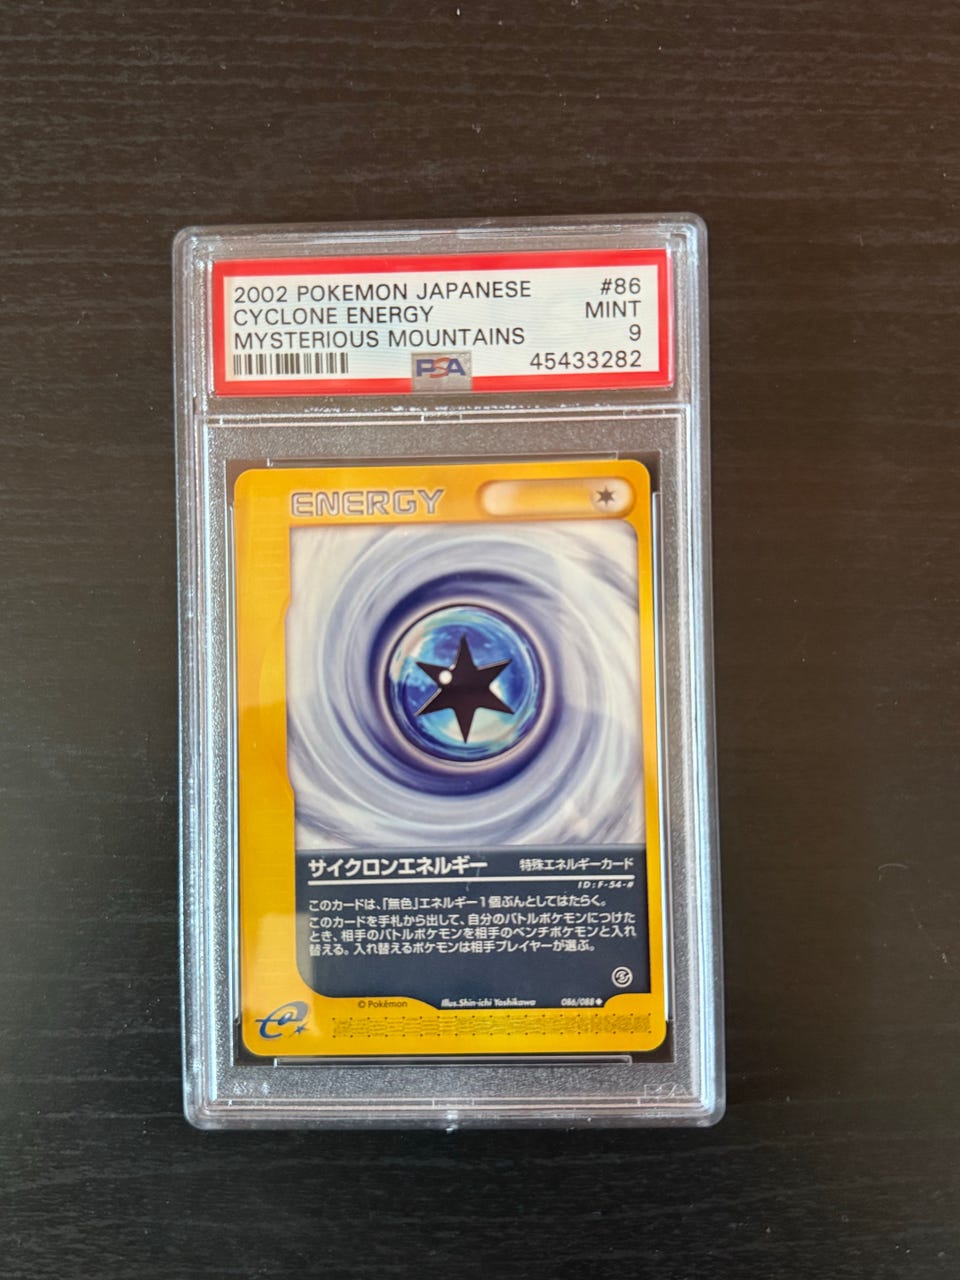 2002 POKEMON JAPANESE #86
CYCLONE ENERGY MINT
MYSTERIOUS MOUNTAINS 9
PSA 45433282
ENERGY
サイクロンエネルギー 特殊エネルギーカード
ID:F-54-#
このカードは、「無色」エネルギー1個ぶんとしてはたらく。
このカードを手札から出して、自分のバトルポケモンにつけた
とき、相手のバトルポケモンを相手のベンチポケモンと入れ
替える。入れ替えるポケモンは相手プレイヤーが選ぶ。
© Pokémon Illus.Shin-ichi Yoshikawa 086/088
e